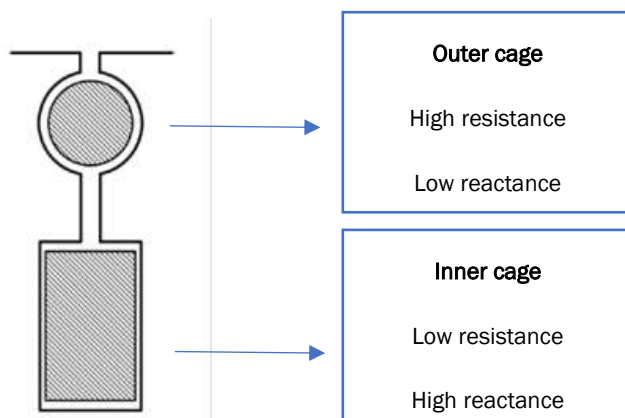 Outer cage
High resistance
Low reactance
Inner cage
Low resistance
High reactance